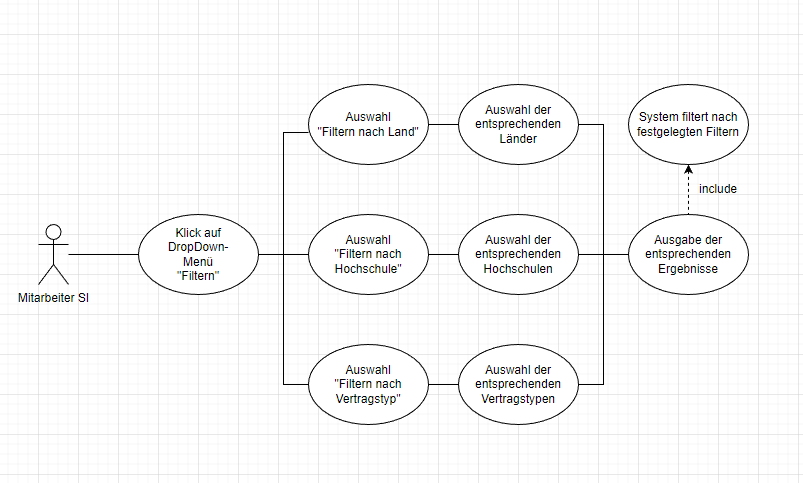 Auswahl
"Filtern nach Land"
Auswahl der
entsprechenden
Länder
System filtert nach
festgelegten Filtern
include
Mitarbeiter SI
Klick auf
DropDown-
Menü
"Filtern"
Auswahl
"Filtern nach
Hochschule"
Auswahl der
entsprechenden
Hochschulen
Ausgabe der
entsprechenden
Ergebnisse
Auswahl
"Filtern nach
Vertragstyp"
Auswahl der
entsprechenden
Vertragstypen